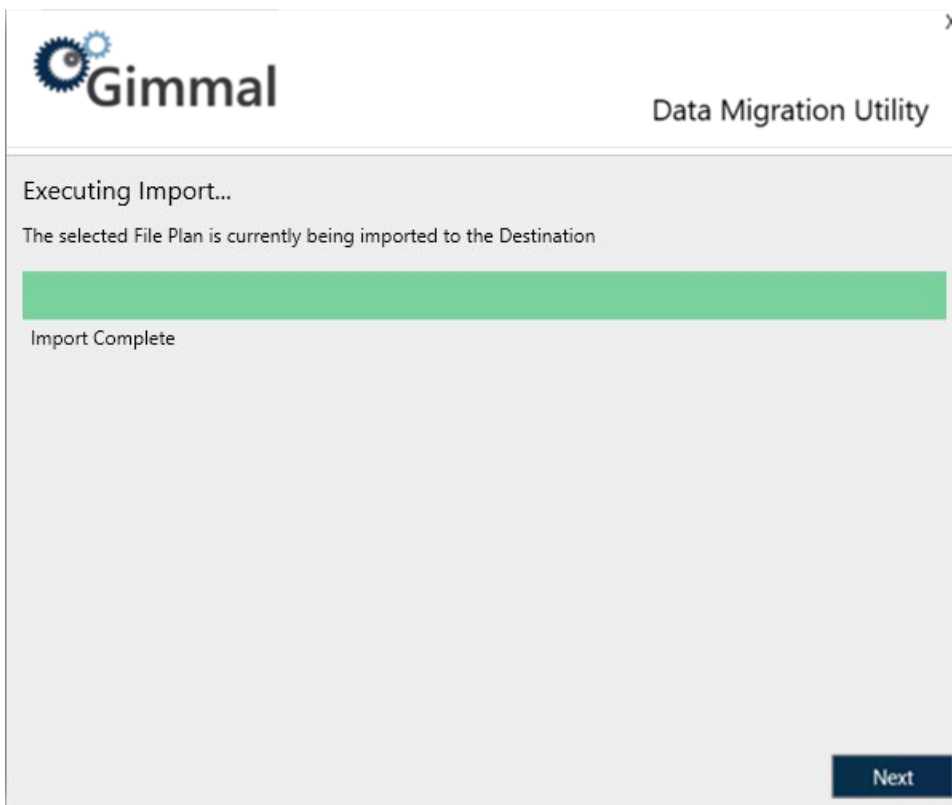 Gimmal
Data Migration Utility
Executing Import...
The selected File Plan is currently being imported to the Destination
Import Complete
Next